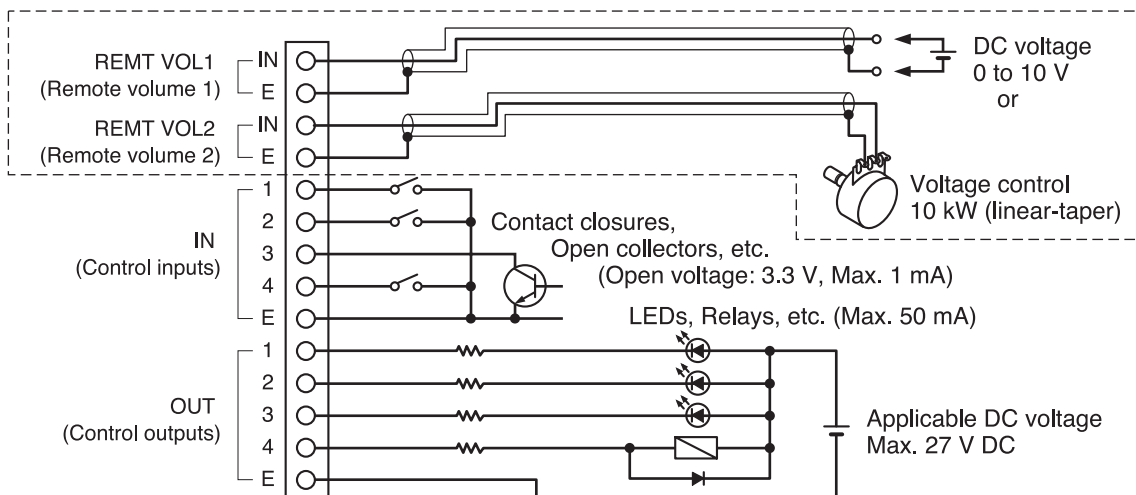 REMT VOL1
(Remote volume 1)
IN
E
DC voltage
0 to 10 V
or
REMT VOL2
(Remote volume 2)
IN
E
Voltage control
10 kW (linear-taper)
IN
(Control inputs)
1
2
3
4
E
Contact closures,
Open collectors, etc.
(Open voltage: 3.3 V, Max. 1 mA)
LEDs, Relays, etc. (Max. 50 mA)
OUT
(Control outputs)
1
2
3
4
E
Applicable DC voltage
Max. 27 V DC